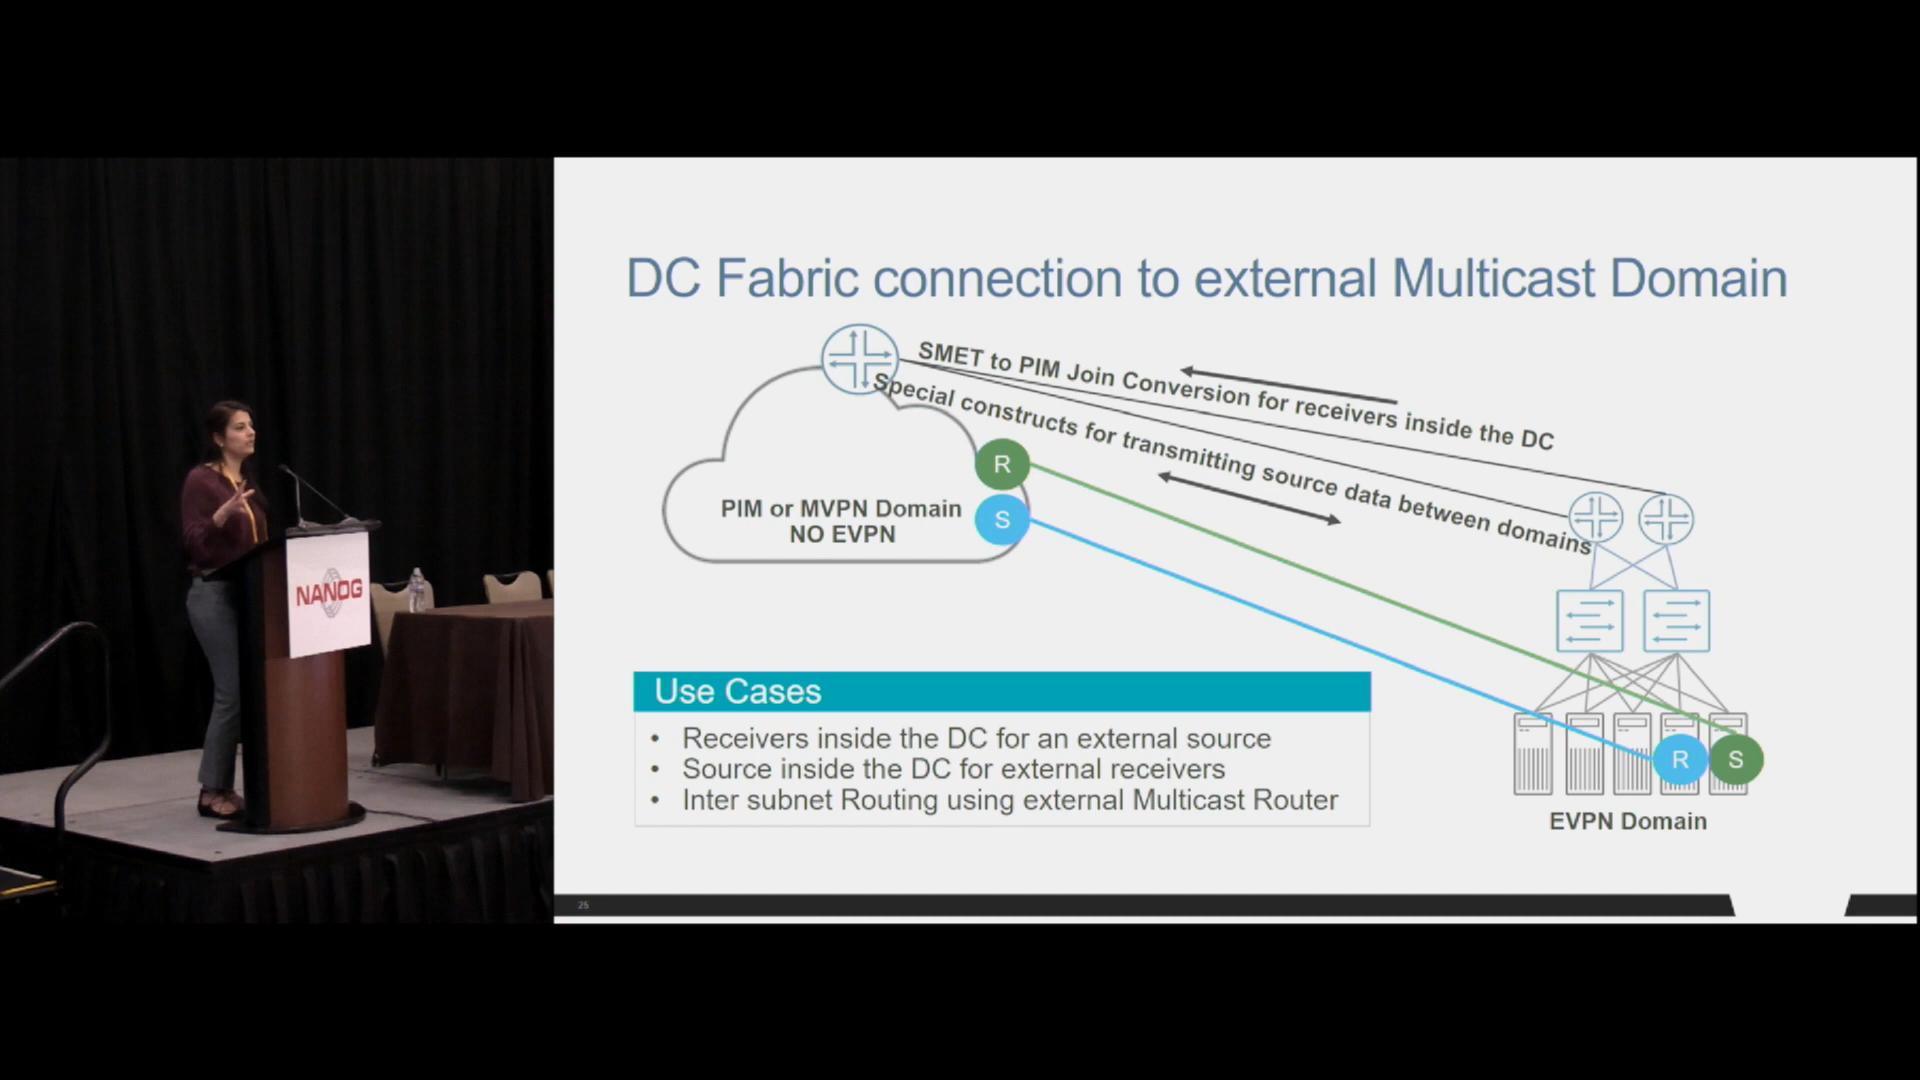 NANOG
DC Fabric connection to external Multicast Domain
SMET to PIM Join Conversion for receivers inside the DC
Special constructs for transmitting source data between domains
R
S
PIM or MVPN Domain
NO EVPN
Use Cases
• Receivers inside the DC for an external source
• Source inside the DC for external receivers
• Inter subnet Routing using external Multicast Router
R
S
EVPN Domain
25